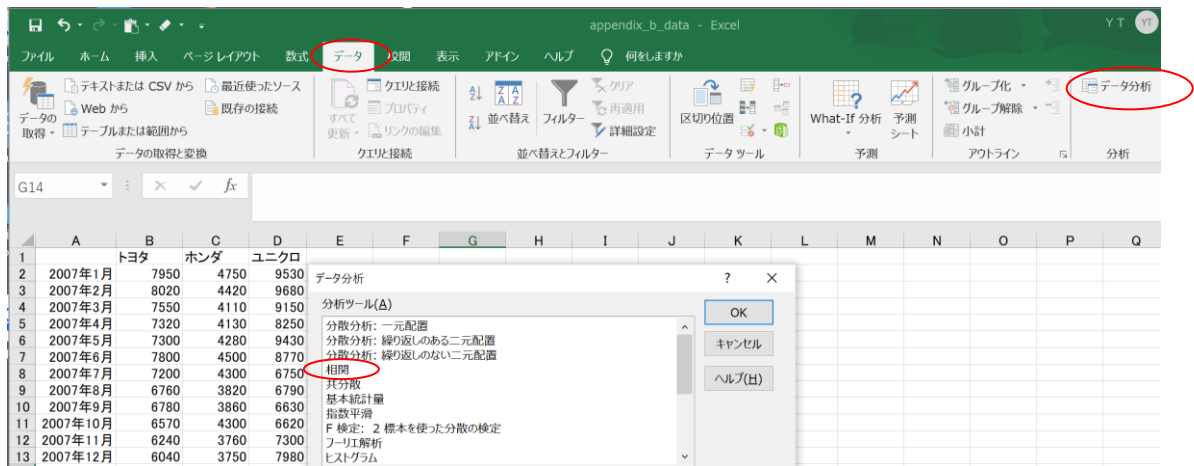 appendix_b_data - Excel
Y T
YT
ファイル ホーム 挿入 ページ レイアウト 数式 データ 校閲 表示 アドイン ヘルプ 何をしますか
データの取得
テキストまたは CSV から
Web から
テーブルまたは範囲から
最近使ったソース
既存の接続
データの取得と変換
すべて更新
クエリと接続
プロパティ
リンクの編集
クエリと接続
並べ替え
フィルター
クリア
再適用
詳細設定
並べ替えとフィルター
区切り位置
データ ツール
What-If 分析
予測シート
予測
グループ化
グループ解除
小計
アウトライン
データ分析
分析
G14
fx
A B C D E F G H I J K L M N O P Q
1 トヨタ ホンダ ユニクロ
2 2007年1月 7950 4750 9530
3 2007年2月 8020 4420 9680
4 2007年3月 7550 4110 9150
5 2007年4月 7320 4130 8250
6 2007年5月 7300 4280 9430
7 2007年6月 7800 4500 8770
8 2007年7月 7200 4300 6750
9 2007年8月 6760 3820 6790
10 2007年9月 6780 3860 6630
11 2007年10月 6570 4300 6620
12 2007年11月 6240 3760 7300
13 2007年12月 6040 3750 7980
データ分析 ? ×
分析ツール(A)
分散分析: 一元配置
分散分析: 繰り返しのある二元配置
分散分析: 繰り返しのない二元配置
相関
共分散
基本統計量
指数平滑
F 検定: 2 標本を使った分散の検定
フーリエ解析
ヒストグラム
OK
キャンセル
ヘルプ(H)